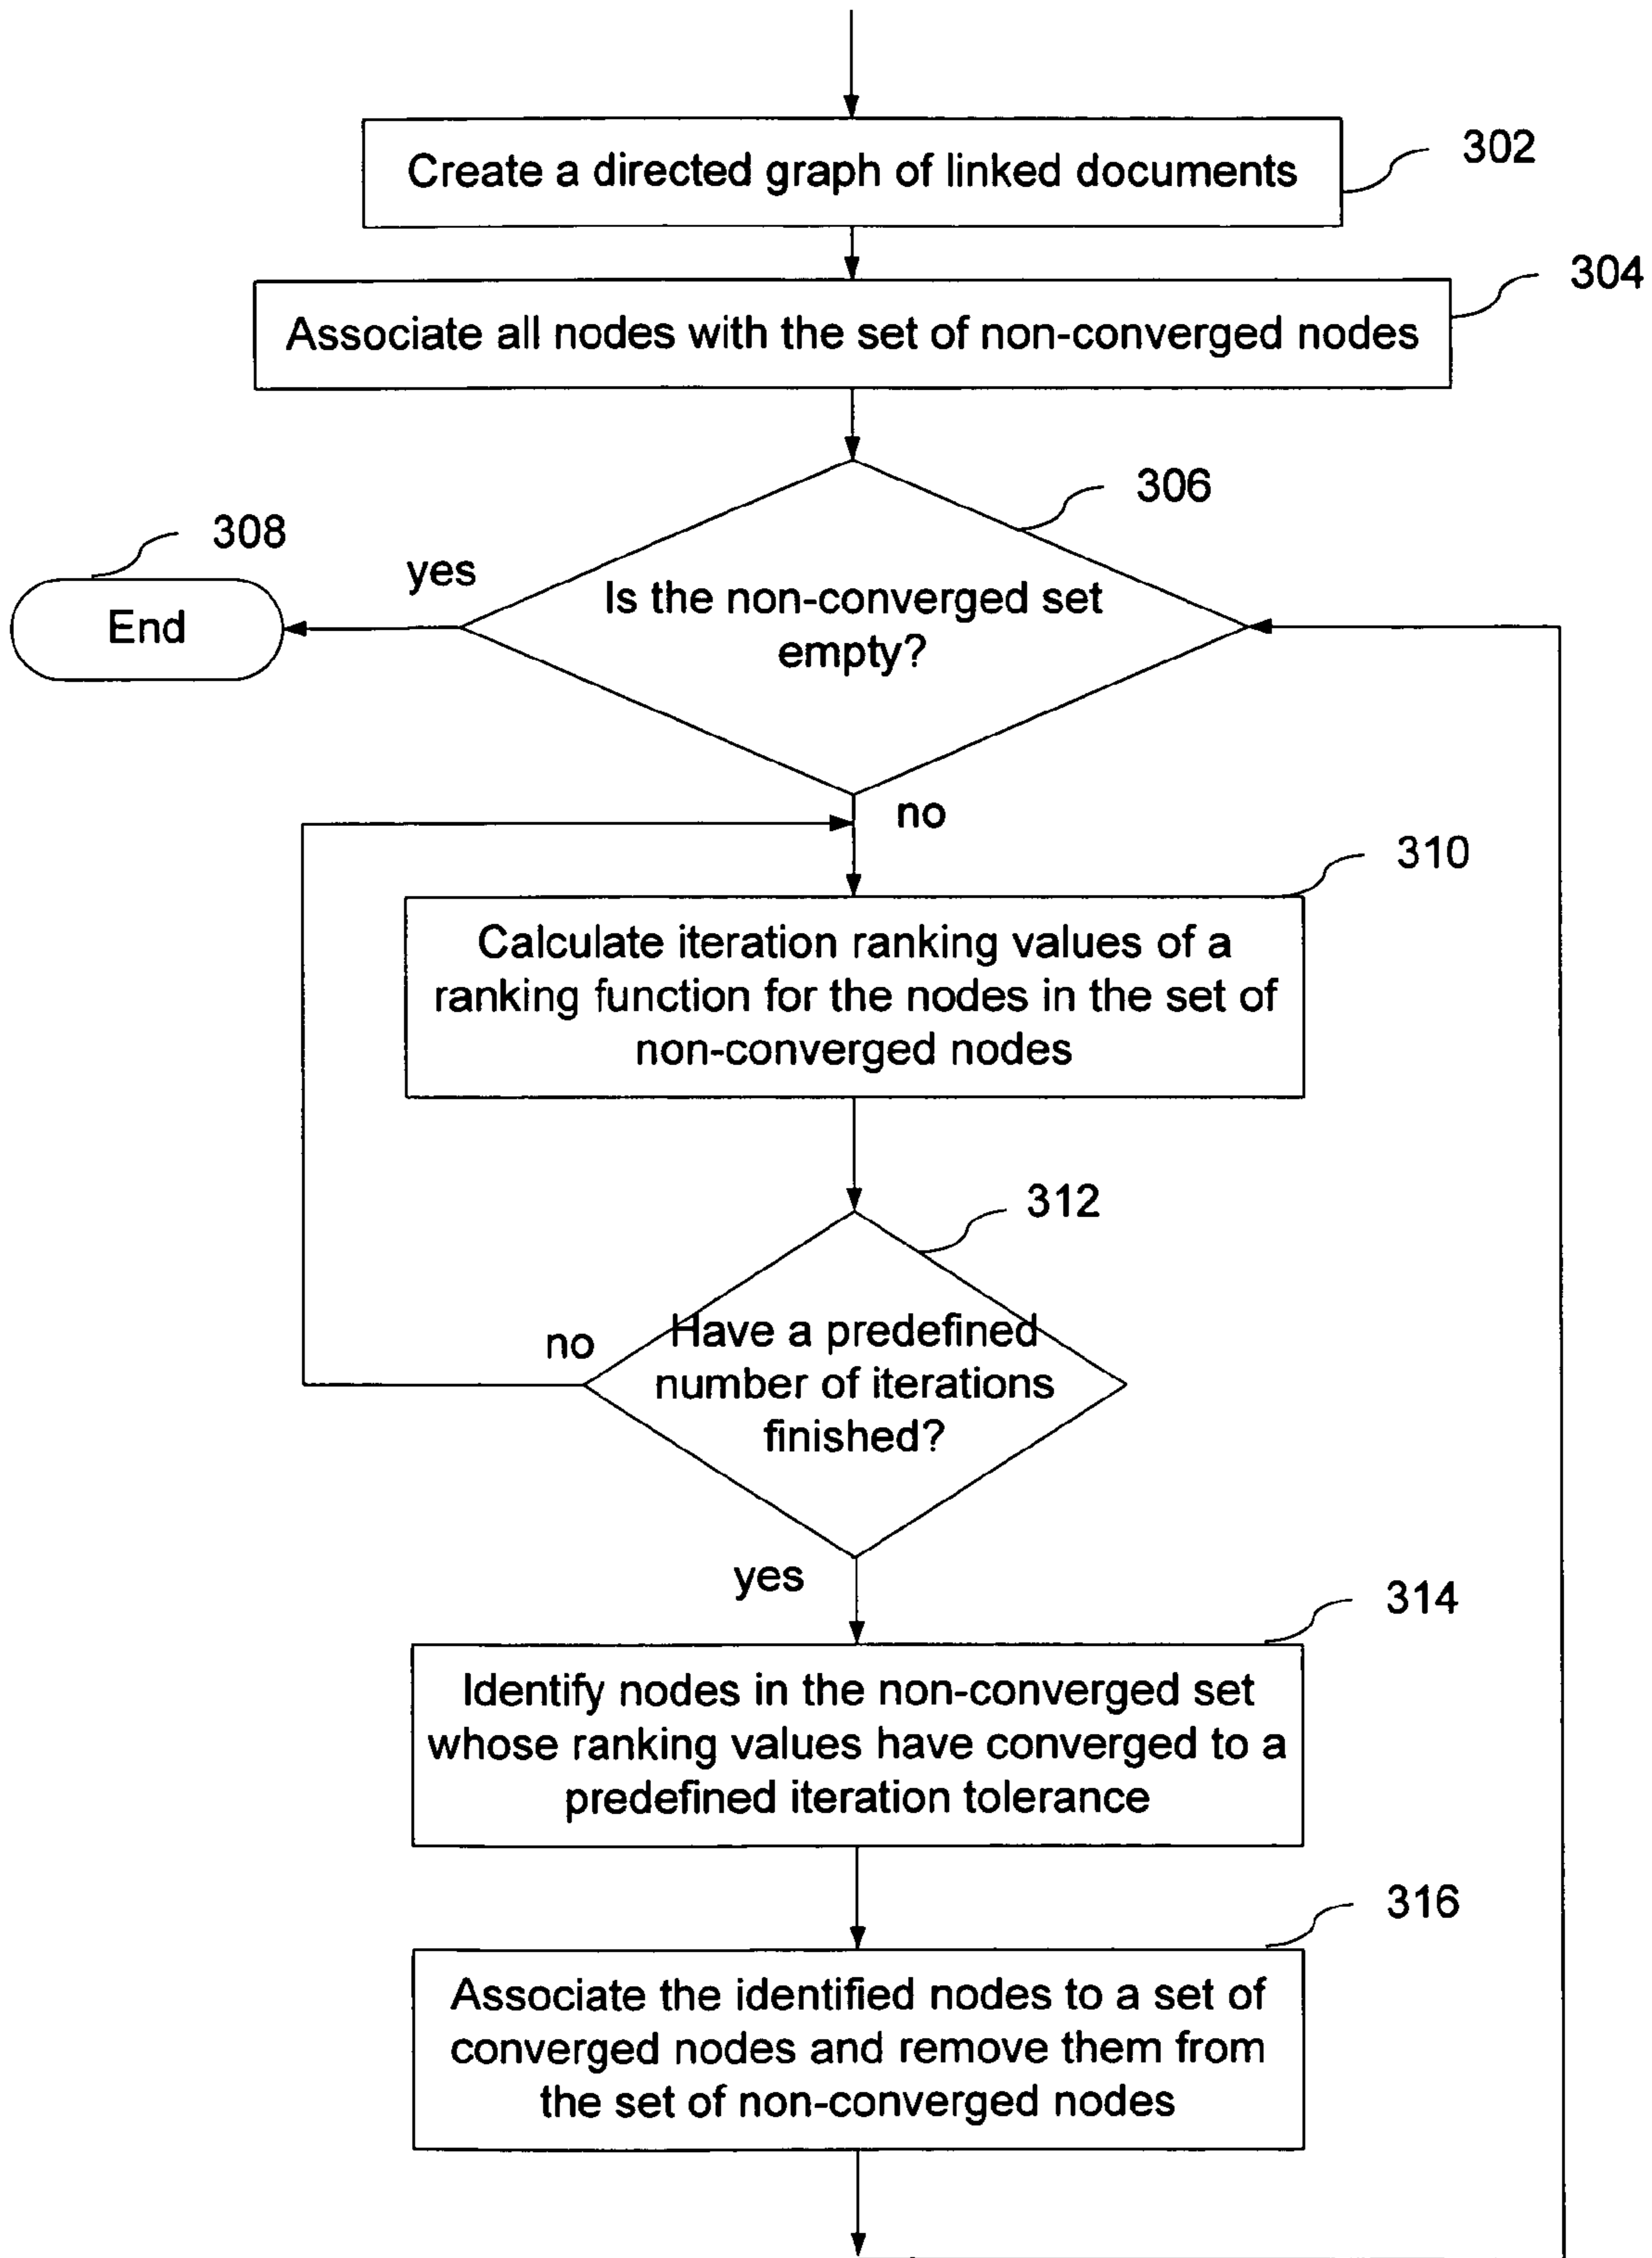 Create a directed graph of linked documents
302
Associate all nodes with the set of non-converged nodes
304
306
308
yes
End
Is the non-converged set
empty?
no
310
Calculate iteration ranking values of a
ranking function for the nodes in the set of
non-converged nodes
312
Have a predefined
number of iterations
finished?
no
yes
314
Identify nodes in the non-converged set
whose ranking values have converged to a
predefined iteration tolerance
316
Associate the identified nodes to a set of
converged nodes and remove them from
the set of non-converged nodes